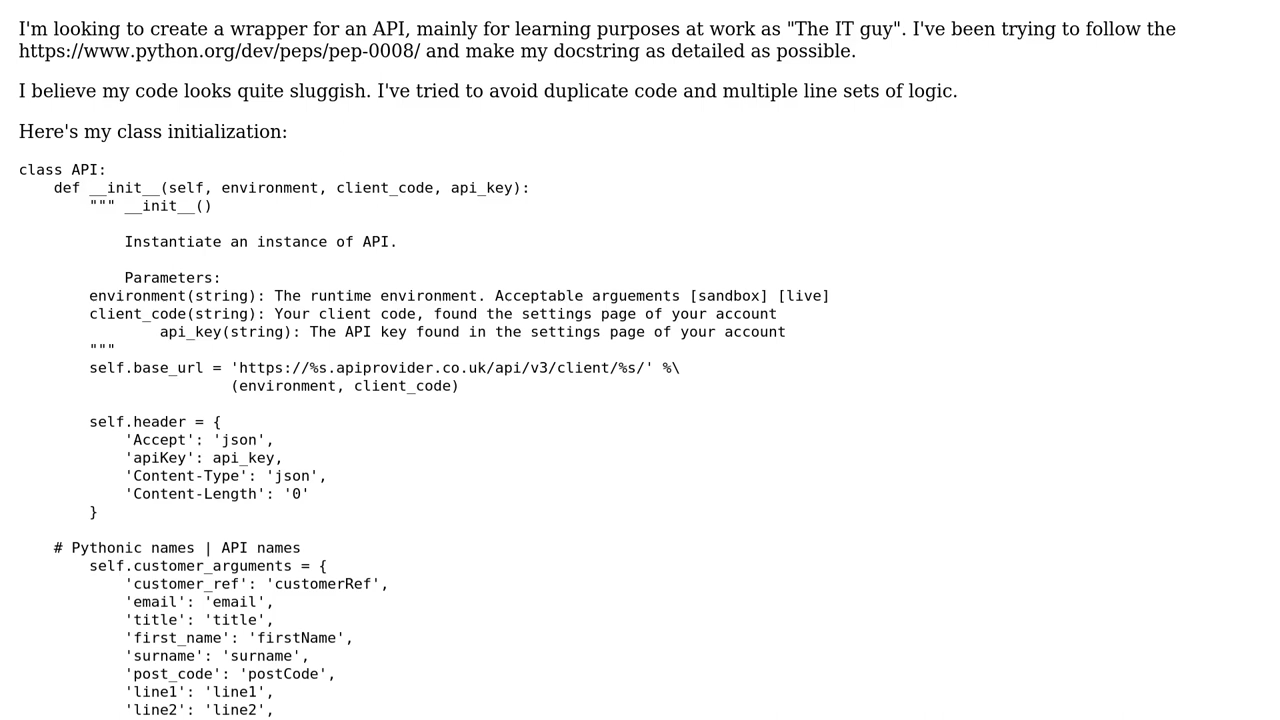 I'm looking to create a wrapper for an API, mainly for learning purposes at work as "The IT guy". I've been trying to follow the
https://www.python.org/dev/peps/pep-0008/ and make my docstring as detailed as possible.
I believe my code looks quite sluggish. I've tried to avoid duplicate code and multiple line sets of logic.
Here's my class initialization:
class API:
    def __init__(self, environment, client_code, api_key):
        """ __init__()
            Instantiate an instance of API.
            Parameters:
        environment(string): The runtime environment. Acceptable arguements [sandbox] [live]
        client_code(string): Your client code, found the settings page of your account
                api_key(string): The API key found in the settings page of your account
        """
        self.base_url = 'https://%s.apiprovider.co.uk/api/v3/client/%s/' %\
                        (environment, client_code)
        self.header = {
            'Accept': 'json',
            'apiKey': api_key,
            'Content-Type': 'json',
            'Content-Length': '0'
        }
    # Pythonic names | API names
        self.customer_arguments = {
            'customer_ref': 'customerRef',
            'email': 'email',
            'title': 'title',
            'first_name': 'firstName',
            'surname': 'surname',
            'post_code': 'postCode',
            'line1': 'line1',
            'line2': 'line2',